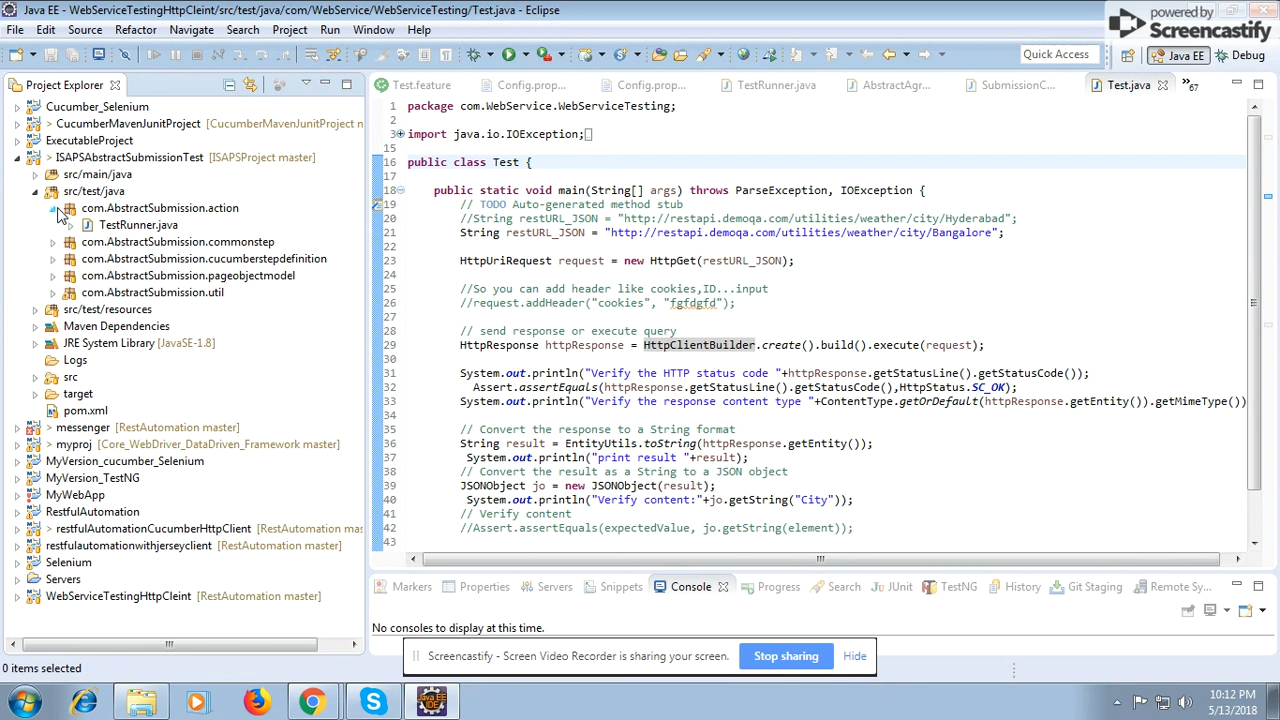 Java EE - WebServiceTestingHttpCleint/src/test/java/com/WebService/WebServiceTesting/Test.java - Eclipse
powered by
Screencastify
File Edit Source Refactor Navigate Search Project Run Window Help
Quick Access
Java EE
Debug
Project Explorer
Test.feature
Config.prop...
Config.prop...
TestRunner.java
AbstractAgr...
SubmissionC...
Test.java
»67
Cucumber_Selenium
> CucumberMavenJunitProject [CucumberMavenJunitProject n
ExecutableProject
> ISAPSAbstractSubmissionTest [ISAPSProject master]
src/main/java
src/test/java
com.AbstractSubmission.action
TestRunner.java
com.AbstractSubmission.commonstep
com.AbstractSubmission.cucumberstepdefinition
com.AbstractSubmission.pageobjectmodel
com.AbstractSubmission.util
src/test/resources
Maven Dependencies
JRE System Library [JavaSE-1.8]
Logs
src
target
pom.xml
> messenger [RestAutomation master]
> myproj [Core_WebDriver_DataDriven_Framework master]
MyVersion_cucumber_Selenium
MyVersion_TestNG
MyWebApp
RestfulAutomation
> restfulAutomationCucumberHttpClient [RestAutomation mas
restfulautomationwithjerseyclient [RestAutomation master]
Selenium
Servers
WebServiceTestingHttpCleint [RestAutomation master]
1 package com.WebService.WebServiceTesting;
2
3 import java.io.IOException;
15
16 public class Test {
17
18 public static void main(String[] args) throws ParseException, IOException {
19 // TODO Auto-generated method stub
20 //String restURL_JSON = "http://restapi.demoqa.com/utilities/weather/city/Hyderabad";
21 String restURL_JSON = "http://restapi.demoqa.com/utilities/weather/city/Bangalore";
22
23 HttpUriRequest request = new HttpGet(restURL_JSON);
24
25 //So you can add header like cookies,ID...input
26 //request.addHeader("cookies", "fgfdgfd");
27
28 // send response or execute query
29 HttpResponse httpResponse = HttpClientBuilder.create().build().execute(request);
30
31 System.out.println("Verify the HTTP status code "+httpResponse.getStatusLine().getStatusCode());
32 Assert.assertEquals(httpResponse.getStatusLine().getStatusCode(),HttpStatus.SC_OK);
33 System.out.println("Verify the response content type "+ContentType.getOrDefault(httpResponse.getEntity()).getMimeType())
34
35 // Convert the response to a String format
36 String result = EntityUtils.toString(httpResponse.getEntity());
37 System.out.println("print result "+result);
38 // Convert the result as a String to a JSON object
39 JSONObject jo = new JSONObject(result);
40 System.out.println("Verify content:"+jo.getString("City"));
41 // Verify content
42 //Assert.assertEquals(expectedValue, jo.getString(element));
43
Markers
Properties
Servers
Snippets
Console
Progress
Search
JUnit
TestNG
History
Git Staging
Remote Sy...
No consoles to display at this time.
Screencastify - Screen Video Recorder is sharing your screen.
Stop sharing
Hide
0 items selected
10:12 PM
5/13/2018